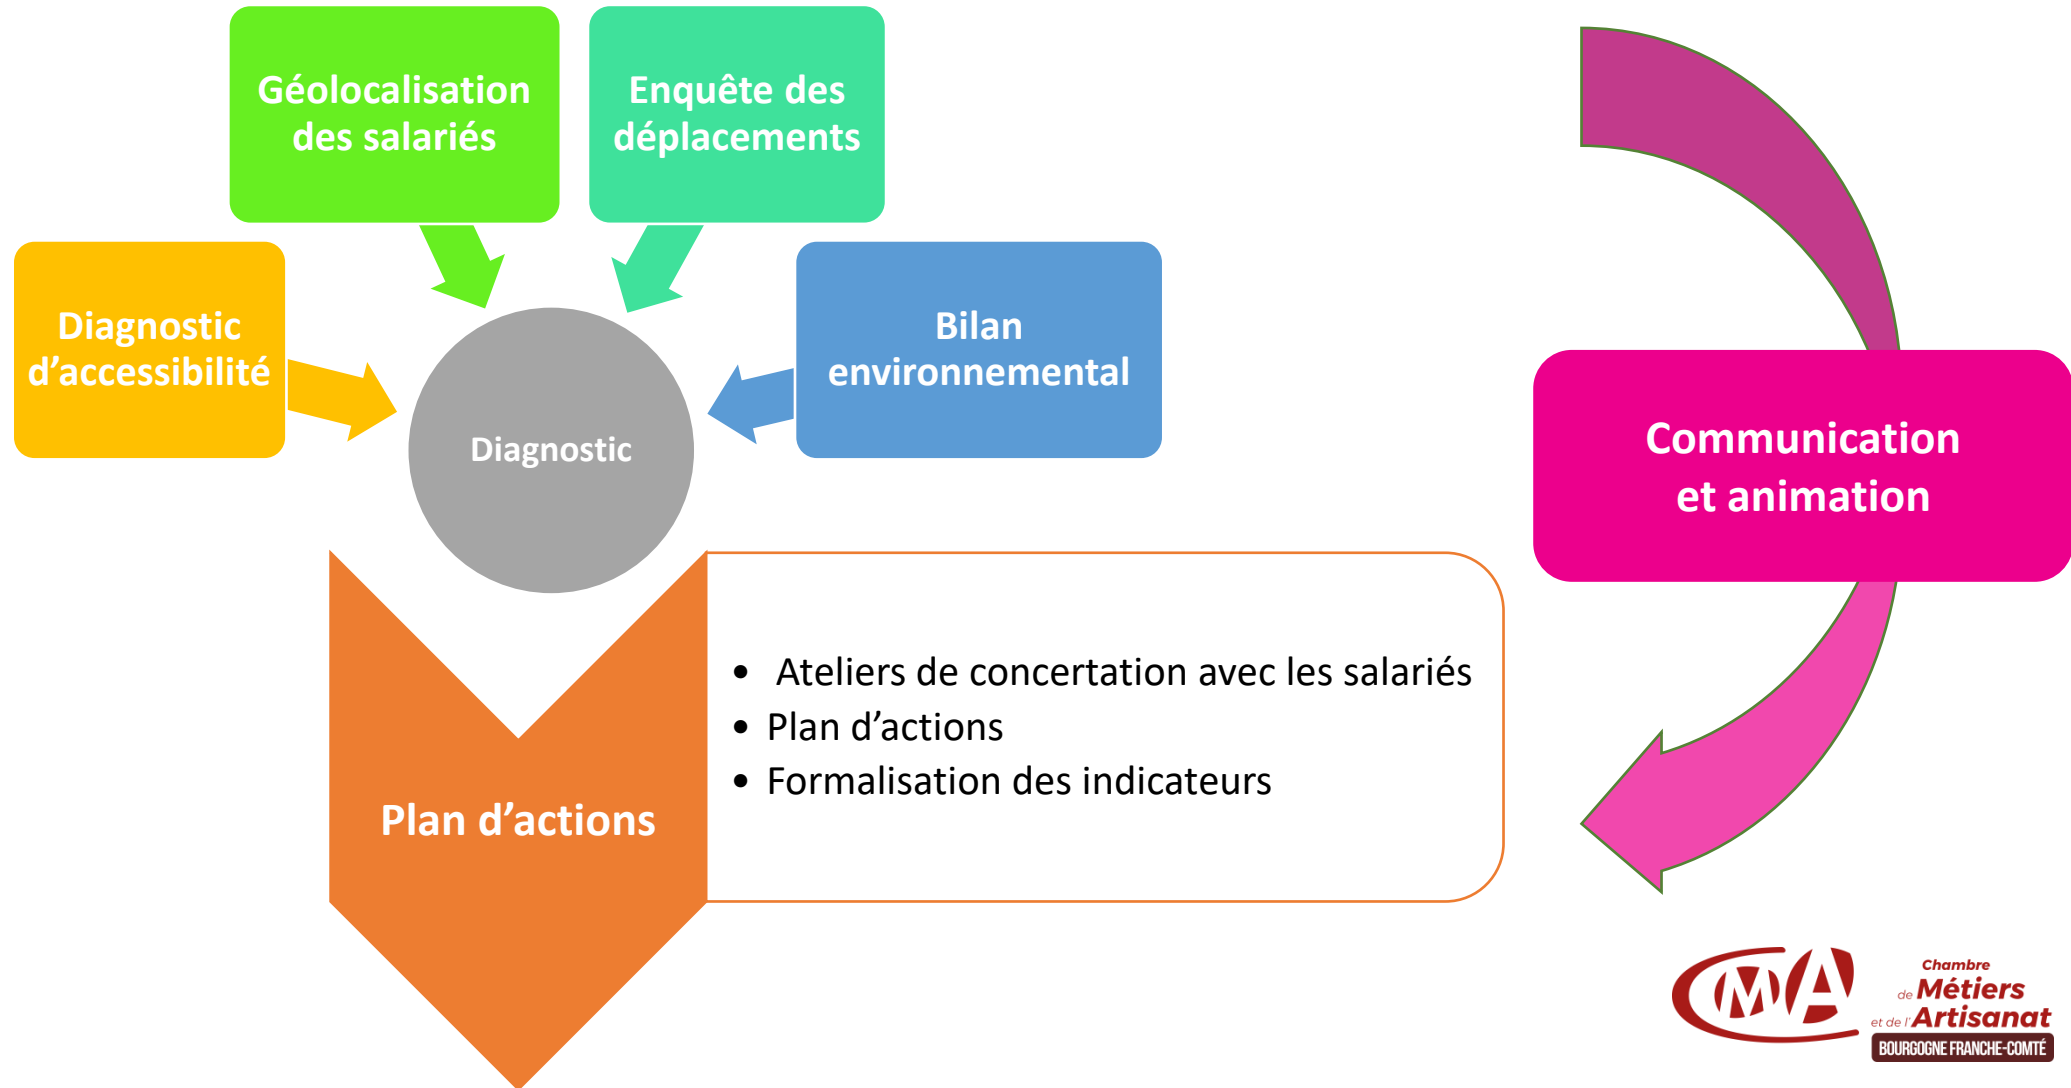 Géolocalisation
des salariés
Enquête des
déplacements
Diagnostic
d’accessibilité
Bilan
environnemental
Diagnostic
Communication
et animation
Plan d’actions
• Ateliers de concertation avec les salariés
• Plan d’actions
• Formalisation des indicateurs
CMA
Chambre
de Métiers
et de l'Artisanat
BOURGOGNE FRANCHE-COMTÉ